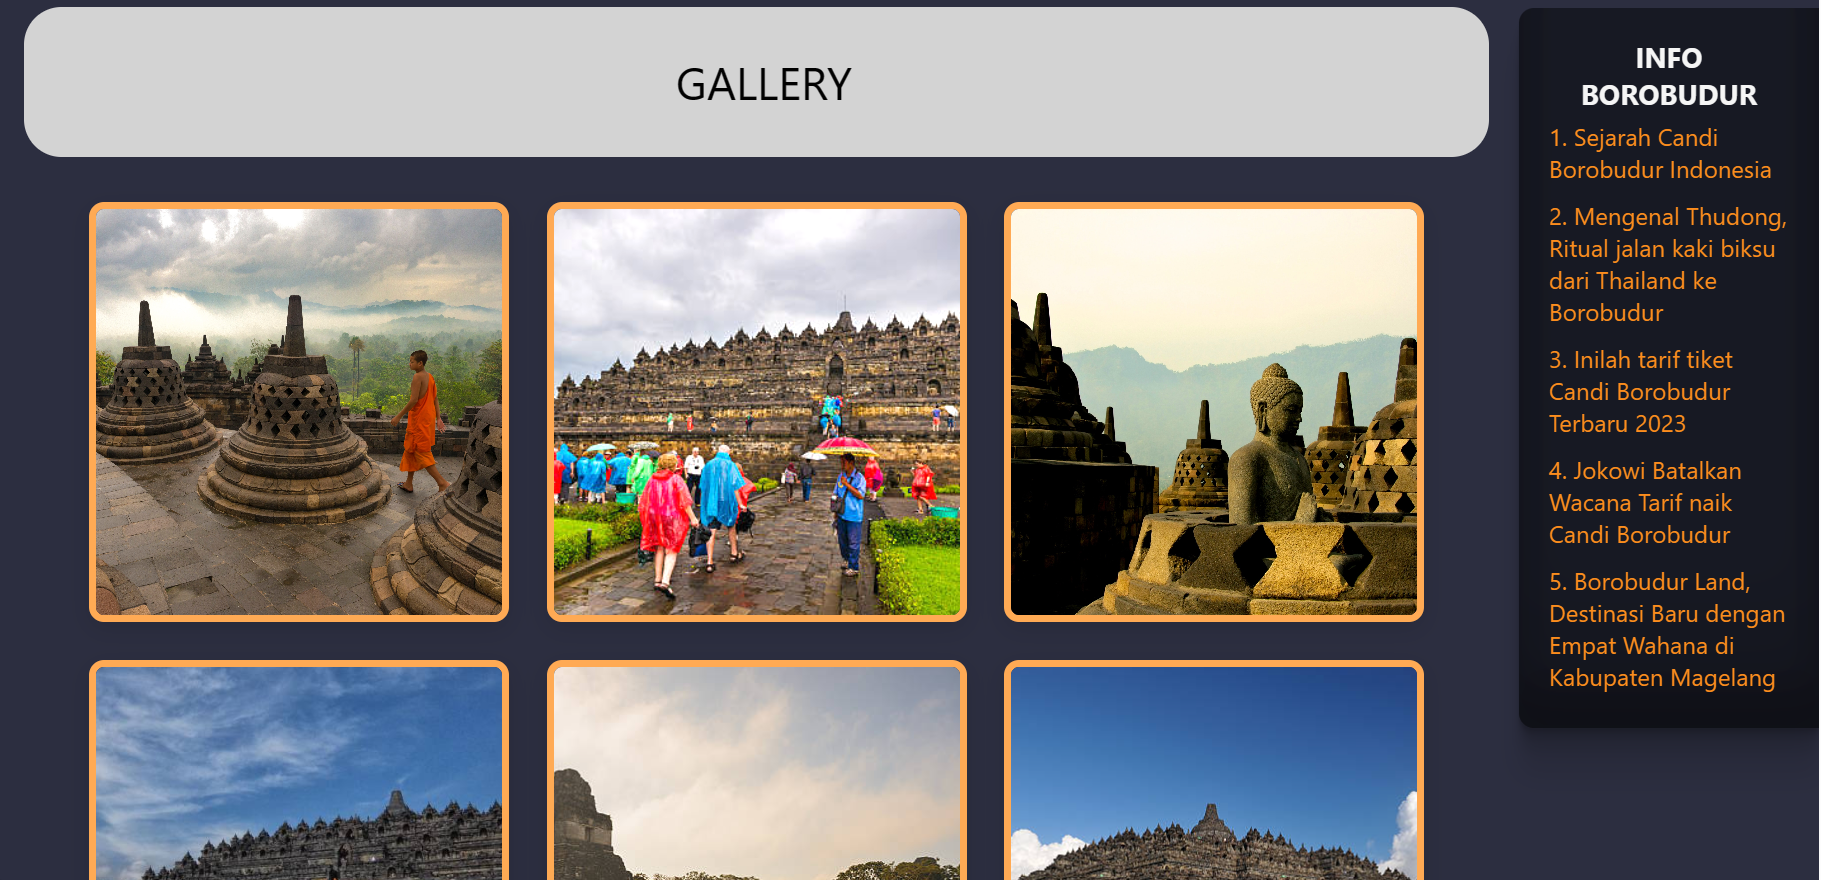 GALLERY
INFO
BOROBUDUR
1. Sejarah Candi
Borobudur Indonesia
2. Mengenal Thudong,
Ritual jalan kaki biksu
dari Thailand ke
Borobudur
3. Inilah tarif tiket
Candi Borobudur
Terbaru 2023
4. Jokowi Batalkan
Wacana Tarif naik
Candi Borobudur
5. Borobudur Land,
Destinasi Baru dengan
Empat Wahana di
Kabupaten Magelang